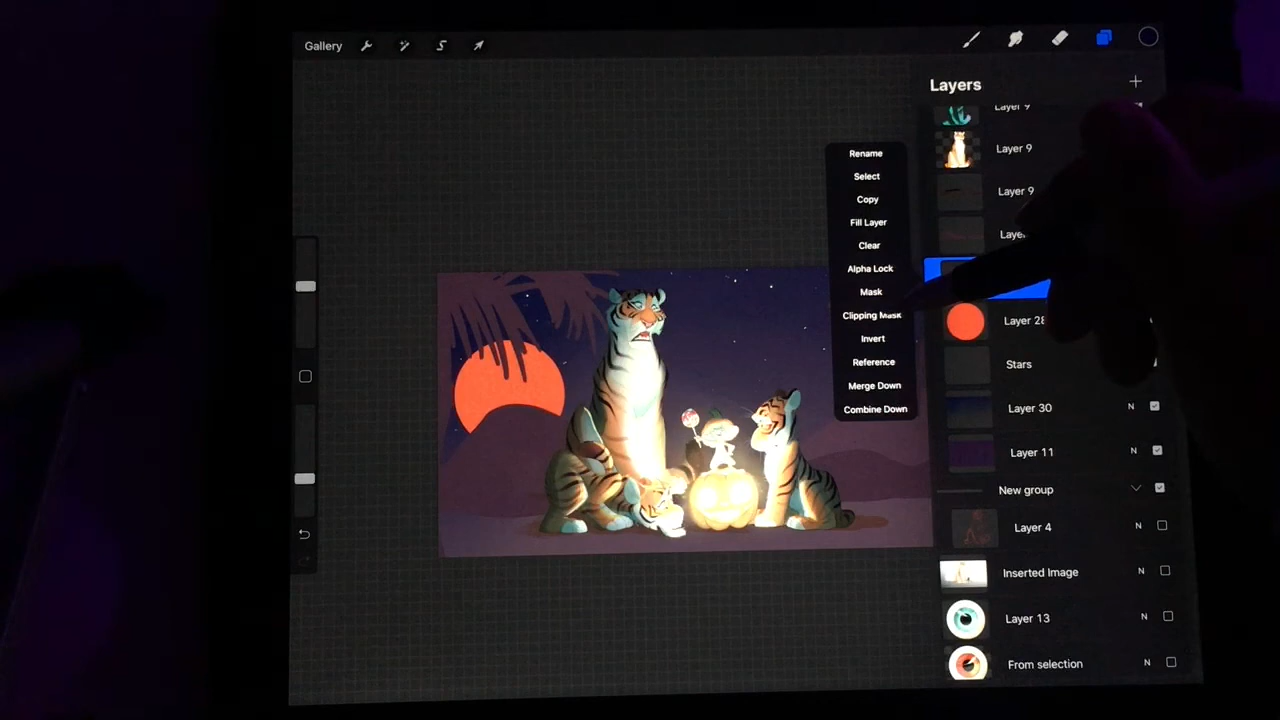 Gallery
S
Layers
Layer 9
Layer 9
Layer 9
Rename
Select
Copy
Fill Layer
Clear
Alpha Lock
Mask
Clipping Mask
Invert
Reference
Merge Down
Combine Down
Layer 28
Stars
Layer 30 N
Layer 11 N
New group
Layer 4 N
Inserted Image N
Layer 13 N
From selection N